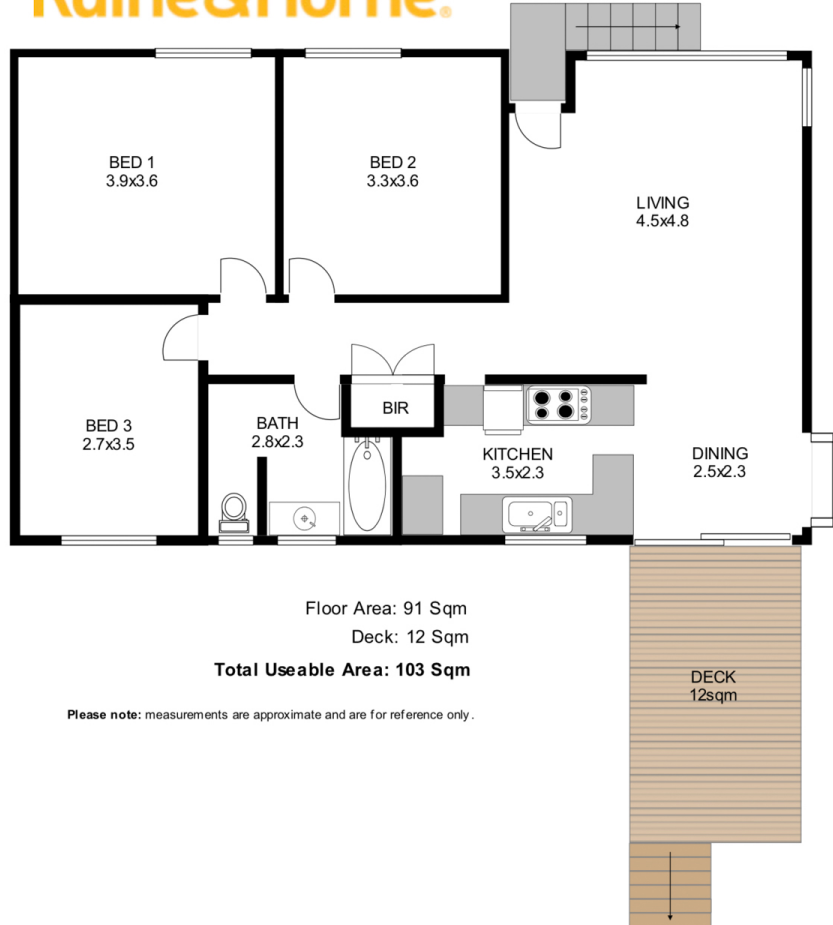 Raine&Horne®
BED 1
3.9x3.6
BED 2
3.3x3.6
LIVING
4.5x4.8
BED 3
2.7x3.5
BATH
2.8x2.3
BIR
KITCHEN
3.5x2.3
DINING
2.5x2.3
Floor Area: 91 Sqm
Deck: 12 Sqm
Total Useable Area: 103 Sqm
Please note: measurements are approximate and are for reference only.
DECK
12sqm